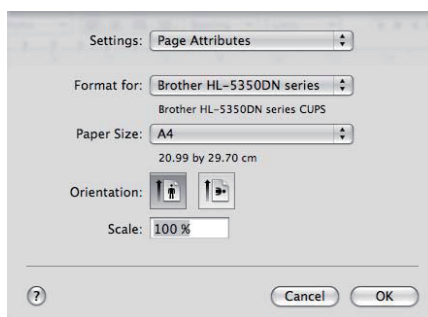 Settings: Page Attributes
Format for: Brother HL-5350DN series
Brother HL-5350DN series CUPS
Paper Size: A4
20.99 by 29.70 cm
Orientation:
Scale: 100 %
? Cancel OK